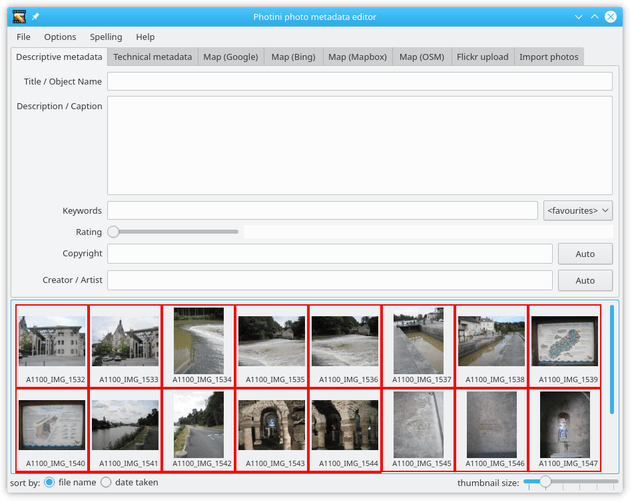 Photini photo metadata editor
File Options Spelling Help
Descriptive metadata Technical metadata Map (Google) Map (Bing) Map (Mapbox) Map (OSM) Flickr upload Import photos
Title / Object Name
Description / Caption
Keywords <favourites>
Rating
Copyright Auto
Creator / Artist Auto
A1100_IMG_1532 A1100_IMG_1533 A1100_IMG_1534 A1100_IMG_1535 A1100_IMG_1536 A1100_IMG_1537 A1100_IMG_1538 A1100_IMG_1539
A1100_IMG_1540 A1100_IMG_1541 A1100_IMG_1542 A1100_IMG_1543 A1100_IMG_1544 A1100_IMG_1545 A1100_IMG_1546 A1100_IMG_1547
sort by: file name date taken thumbnail size: